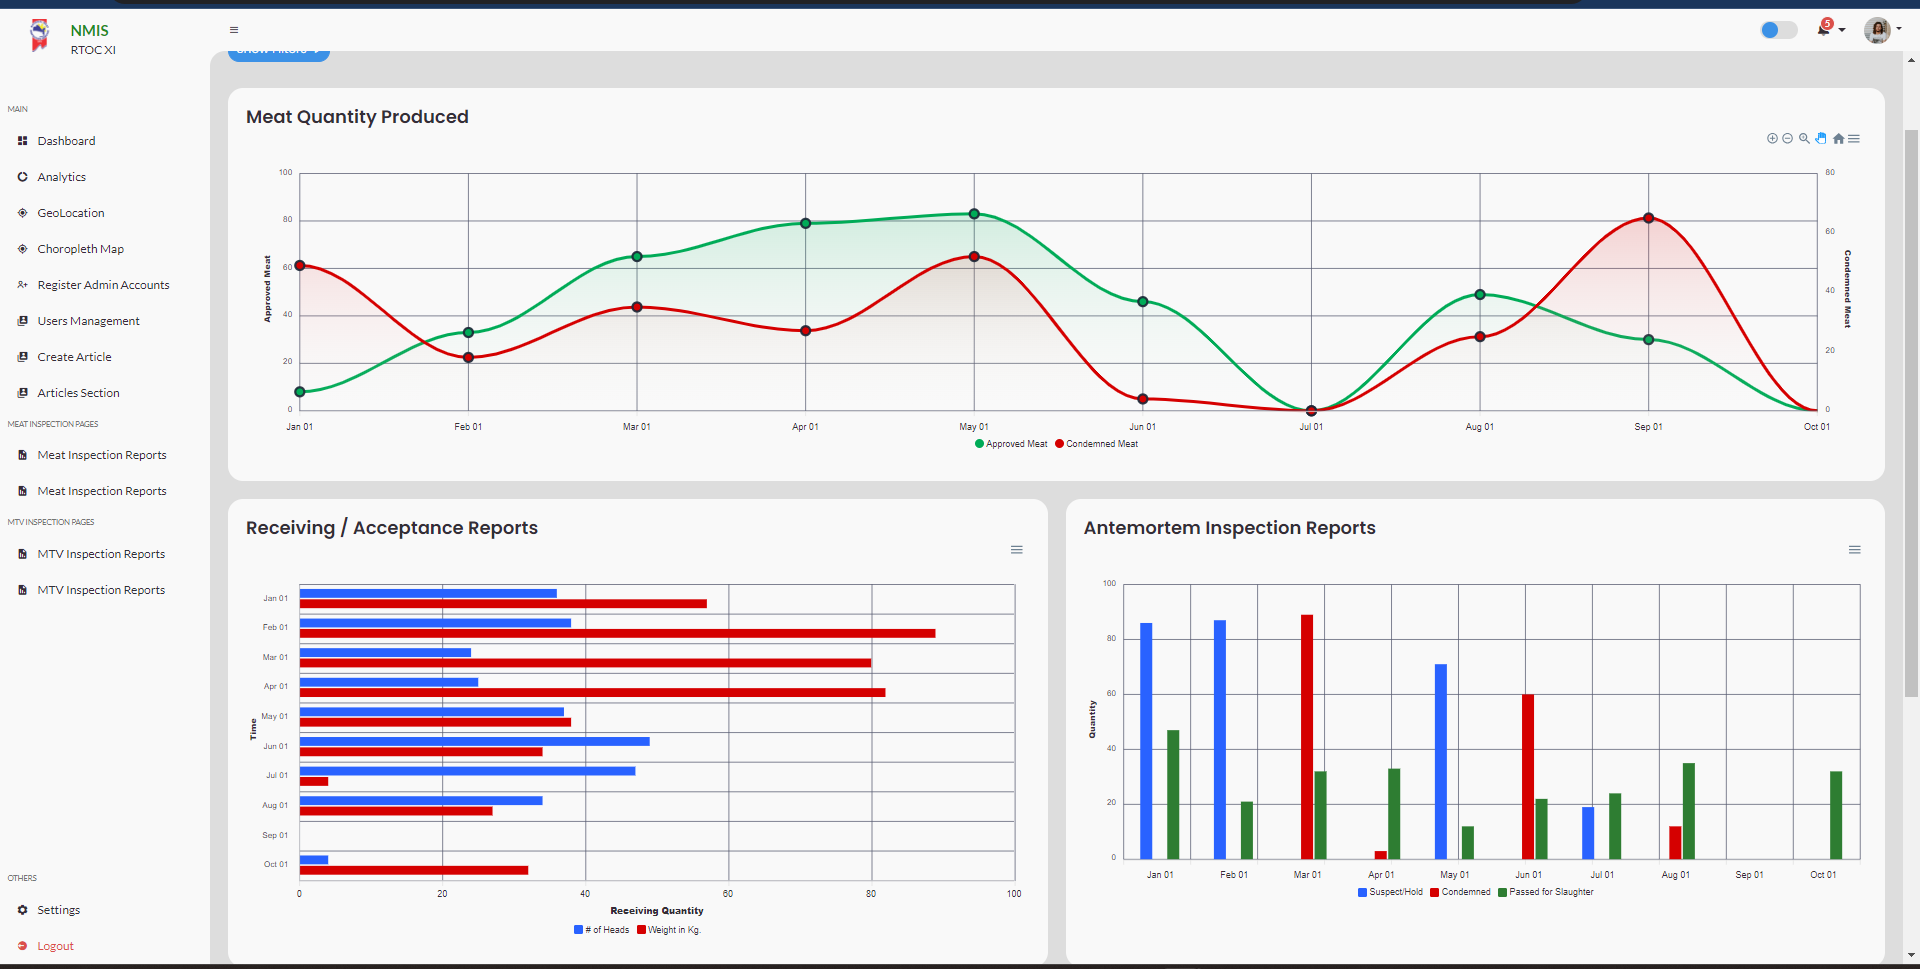 NMIS
RTOC XI
5
MAIN
Dashboard
Analytics
GeoLocation
Choropleth Map
Register Admin Accounts
Users Management
Create Article
Articles Section
MEAT INSPECTION PAGES
Meat Inspection Reports
Meat Inspection Reports
MTV INSPECTION PAGES
MTV Inspection Reports
MTV Inspection Reports
OTHERS
Settings
Logout
Show Filters
Meat Quantity Produced
100
80
60
40
20
0
Approved Meat
80
60
40
20
0
Condemned Meat
Jan 01 Feb 01 Mar 01 Apr 01 May 01 Jun 01 Jul 01 Aug 01 Sep 01 Oct 01
Approved Meat Condemned Meat
Receiving / Acceptance Reports
Time
Jan 01
Feb 01
Mar 01
Apr 01
May 01
Jun 01
Jul 01
Aug 01
Sep 01
Oct 01
0 20 40 60 80 100
Receiving Quantity
# of Heads Weight in Kg.
Antemortem Inspection Reports
100
80
60
40
20
0
Quantity
Jan 01 Feb 01 Mar 01 Apr 01 May 01 Jun 01 Jul 01 Aug 01 Sep 01 Oct 01
Suspect/Hold Condemned Passed for Slaughter